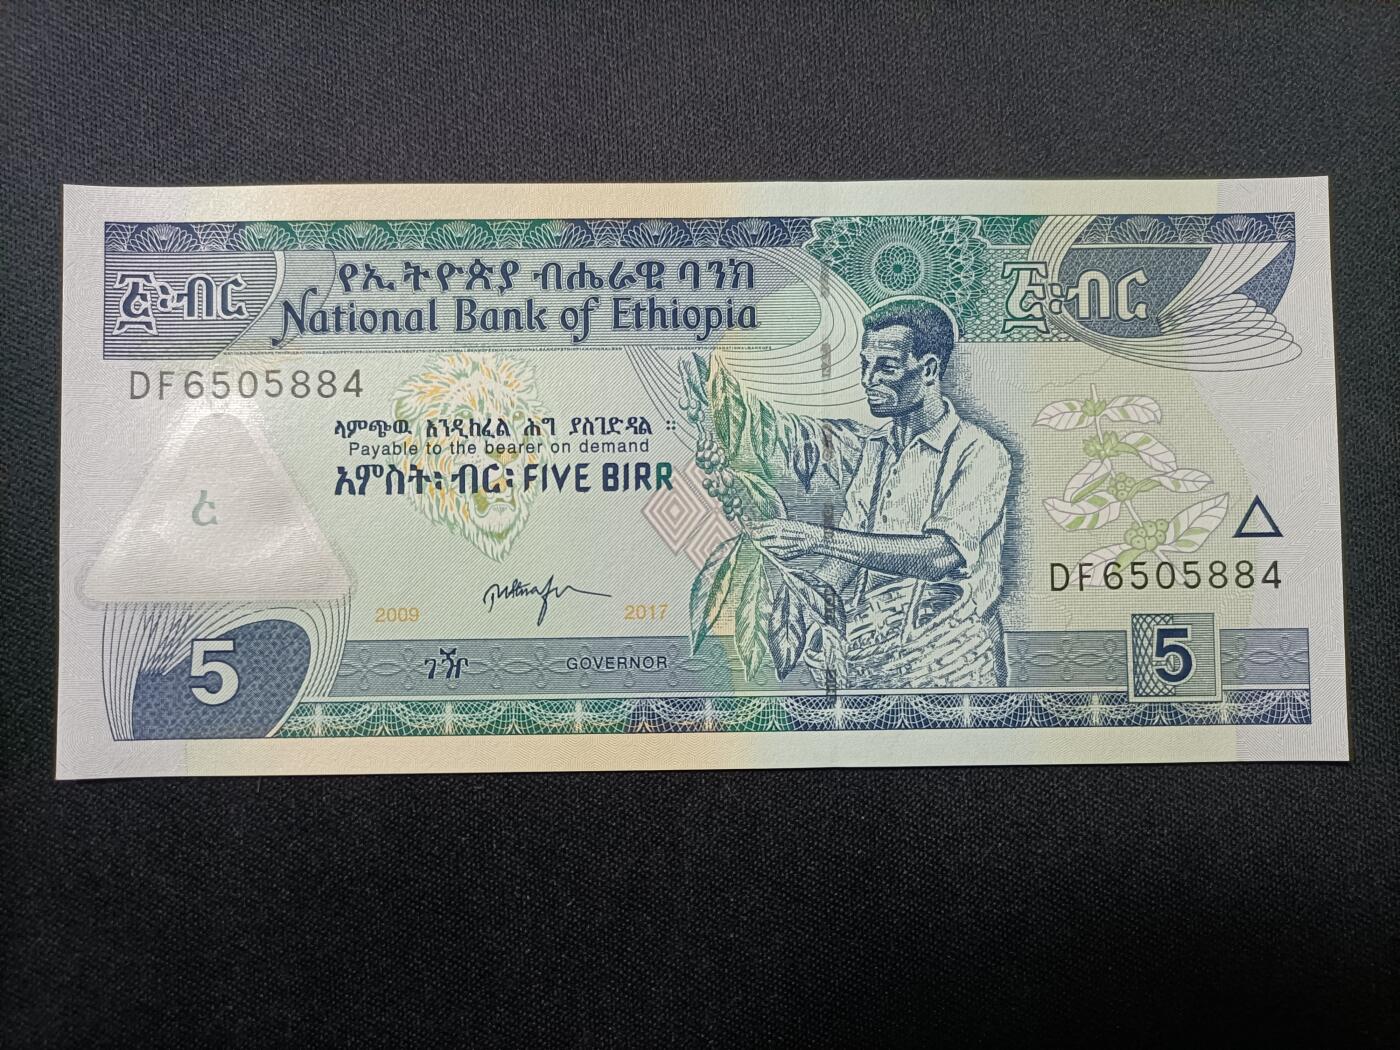 የኢትዮጵያ ብሔራዊ ባንክ
National Bank of Ethiopia
፭፡ብር
፭፡ብር
DF6505884
ላምጭው እንዲከፈል ሕግ ያስገድዳል ።
Payable to the bearer on demand
አምስት፡ ብር፡ FIVE BIRR
2009
2017
DF6505884
5
ገዥ
GOVERNOR
5